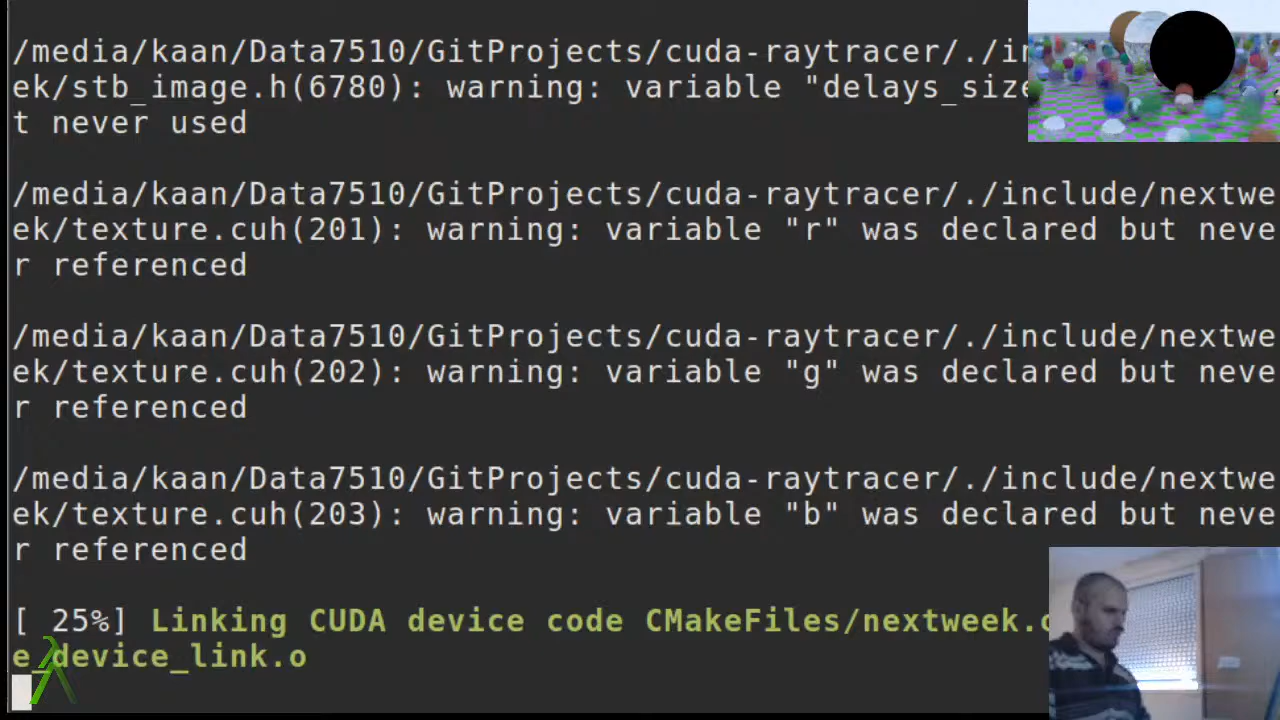 /media/kaan/Data7510/GitProjects/cuda-raytracer/./in
ek/stb_image.h(6780): warning: variable "delays_size
t never used
/media/kaan/Data7510/GitProjects/cuda-raytracer/./include/nextwe
ek/texture.cuh(201): warning: variable "r" was declared but neve
r referenced
/media/kaan/Data7510/GitProjects/cuda-raytracer/./include/nextwe
ek/texture.cuh(202): warning: variable "g" was declared but neve
r referenced
/media/kaan/Data7510/GitProjects/cuda-raytracer/./include/nextwe
ek/texture.cuh(203): warning: variable "b" was declared but neve
r referenced
[ 25%] Linking CUDA device code CMakeFiles/nextweek.
e_device_link.o